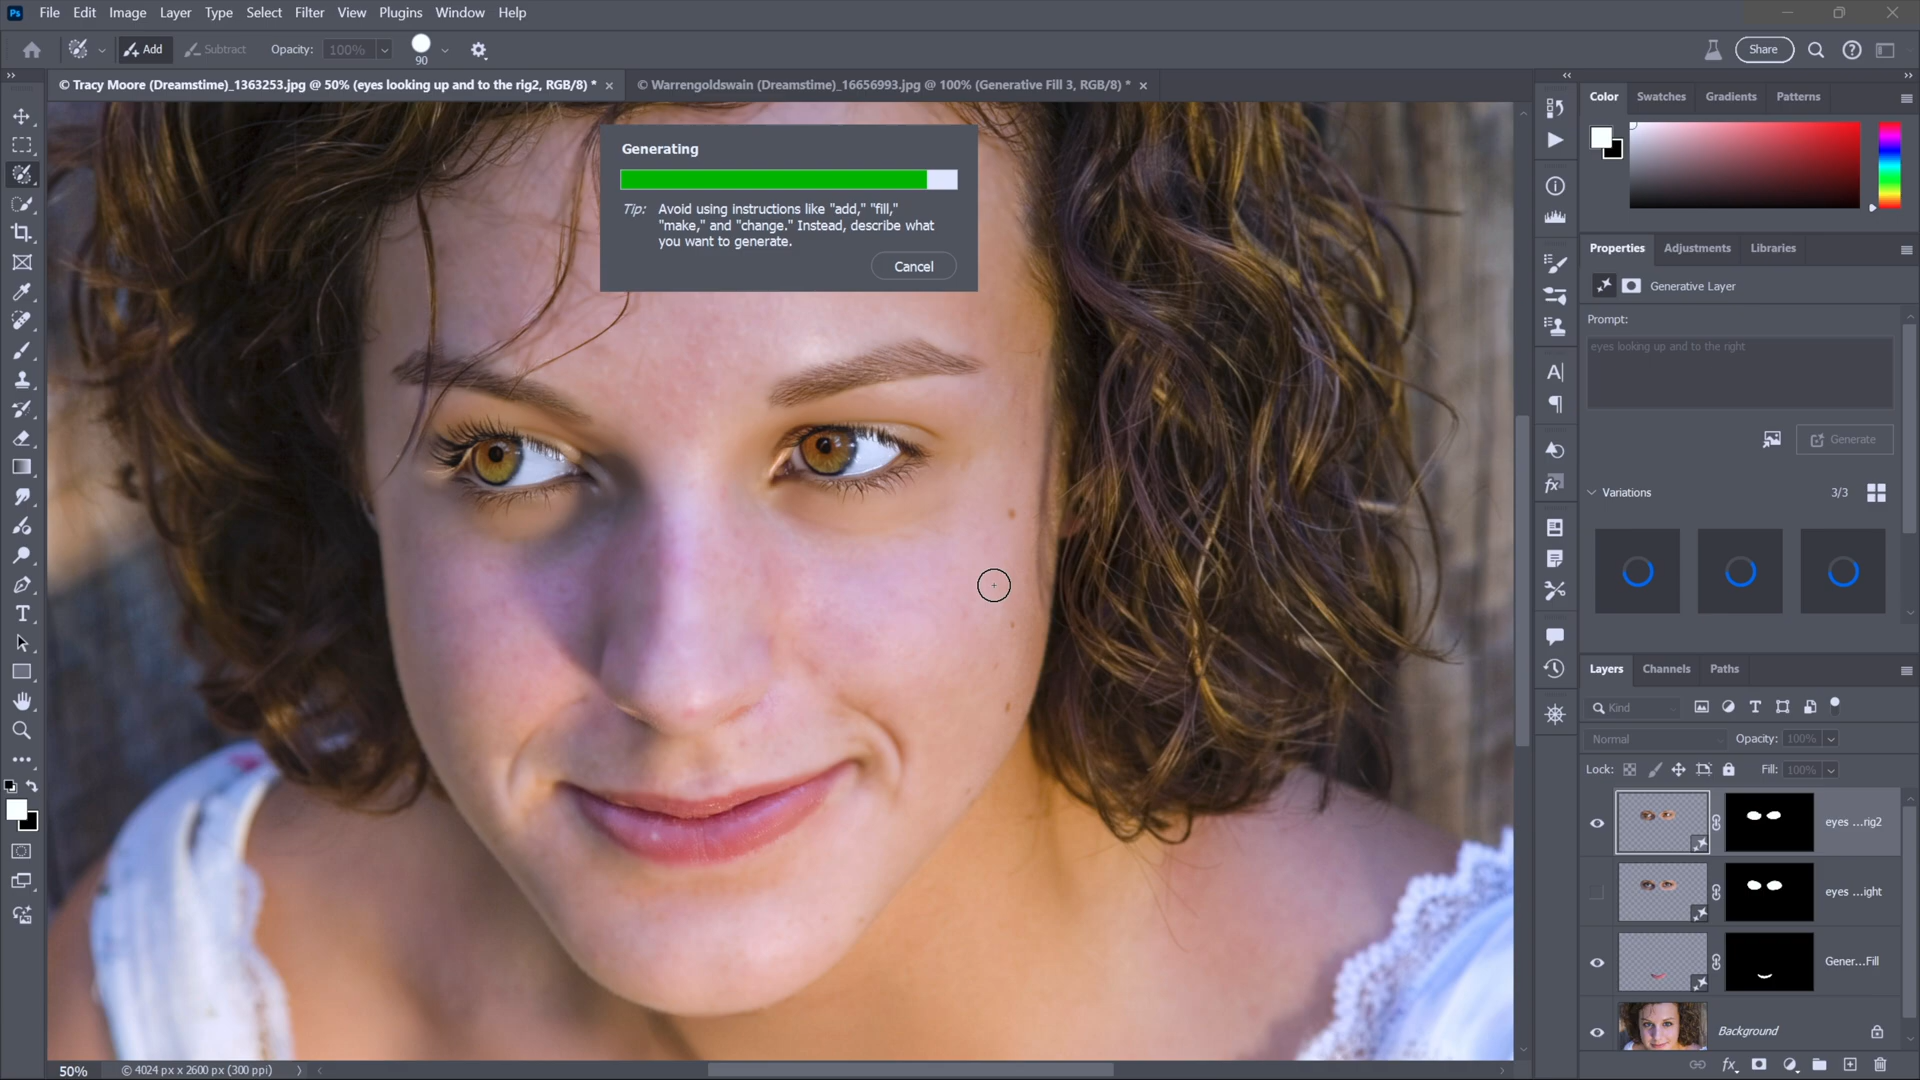 Ps File Edit Image Layer Type Select Filter View Plugins Window Help
Add Subtract Opacity: 100% 90 Share
© Tracy Moore (Dreamstime)_1363253.jpg @ 50% (eyes looking up and to the rig2, RGB/8) * × © Warrengoldswain (Dreamstime)_16656993.jpg @ 100% (Generative Fill 3, RGB/8) * ×
Generating
Tip: Avoid using instructions like "add," "fill,"
"make," and "change." Instead, describe what
you want to generate.
Cancel
Color Swatches Gradients Patterns
Properties Adjustments Libraries
Generative Layer
Prompt:
eyes looking up and to the right
Generate
Variations 3/3
Layers Channels Paths
Kind
Normal Opacity: 100%
Lock: Fill: 100%
eyes ...rig2
eyes ...ight
Gener...Fill
Background
50% © 4024 px x 2600 px (300 ppi)